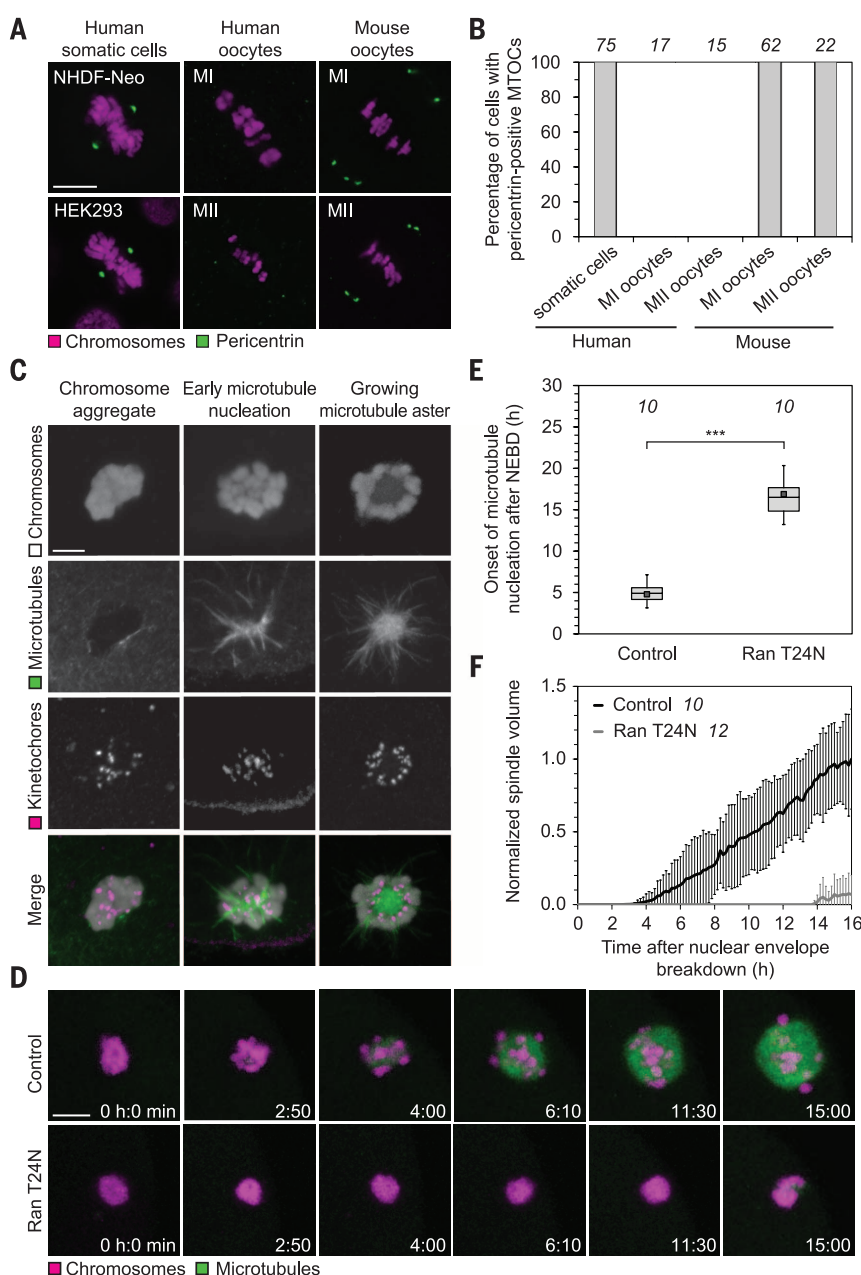 A
Human somatic cells
Human oocytes
Mouse oocytes
NHDF-Neo
MI
MI
HEK293
MII
MII
Chromosomes
Pericentrin
B
75 17 15 62 22
Percentage of cells with pericentrin-positive MTOCs
100
80
60
40
20
0
somatic cells
MI oocytes
MII oocytes
MI oocytes
MII oocytes
Human
Mouse
C
Chromosome aggregate
Early microtubule nucleation
Growing microtubule aster
Chromosomes
Microtubules
Kinetochores
Merge
E
Onset of microtubule nucleation after NEBD (h)
30
25
20
15
10
5
0
10
10
***
Control
Ran T24N
F
Normalized spindle volume
1.5
1.0
0.5
0.0
Control 10
Ran T24N 12
0 2 4 6 8 10 12 14 16
Time after nuclear envelope breakdown (h)
D
Control
0 h:0 min
2:50
4:00
6:10
11:30
15:00
Ran T24N
0 h:0 min
2:50
4:00
6:10
11:30
15:00
Chromosomes
Microtubules